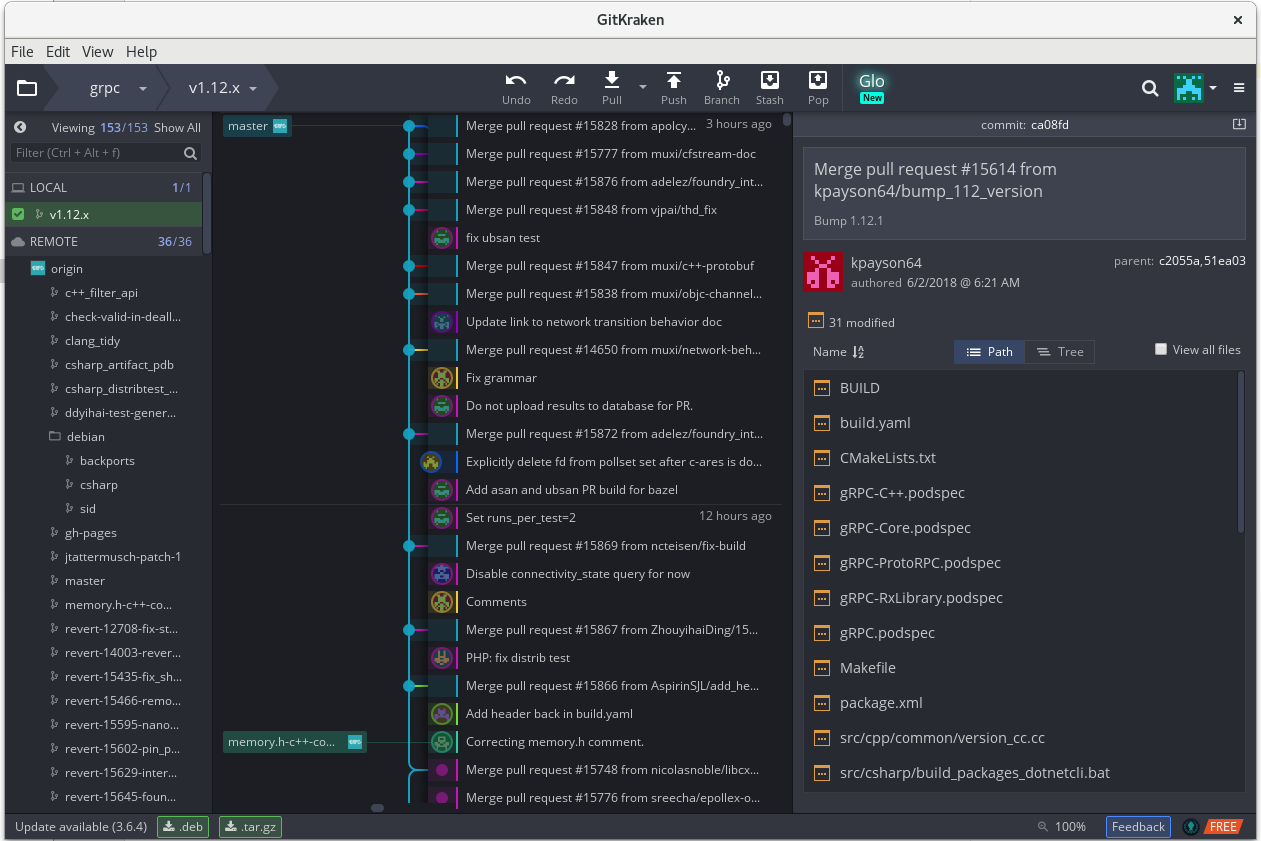 GitKraken
File Edit View Help
grpc
v1.12.x
Undo Redo Pull Push Branch Stash Pop
Glo
New
Viewing 153/153 Show All
Filter (Ctrl + Alt + f)
LOCAL 1/1
v1.12.x
REMOTE 36/36
origin
c++_filter_api
check-valid-in-deall...
clang_tidy
csharp_artifact_pdb
csharp_distribtest_...
ddyihai-test-gener...
debian
backports
csharp
sid
gh-pages
jtattermusch-patch-1
master
memory.h-c++-co...
revert-12708-fix-st...
revert-14003-rever...
revert-15435-fix_sh...
revert-15466-remo...
revert-15595-nano...
revert-15602-pin_p...
revert-15629-inter...
revert-15645-foun...
master
Merge pull request #15828 from apolcy... 3 hours ago
Merge pull request #15777 from muxi/cfstream-doc
Merge pull request #15876 from adelez/foundry_int...
Merge pull request #15848 from vjpai/thd_fix
fix ubsan test
Merge pull request #15847 from muxi/c++-protobuf
Merge pull request #15838 from muxi/objc-channel...
Update link to network transition behavior doc
Merge pull request #14650 from muxi/network-beh...
Fix grammar
Do not upload results to database for PR.
Merge pull request #15872 from adelez/foundry_int...
Explicitly delete fd from pollset set after c-ares is do...
Add asan and ubsan PR build for bazel
Set runs_per_test=2 12 hours ago
Merge pull request #15869 from ncteisen/fix-build
Disable connectivity_state query for now
Comments
Merge pull request #15867 from ZhouyihaiDing/15...
PHP: fix distrib test
Merge pull request #15866 from AspirinSJL/add_he...
Add header back in build.yaml
memory.h-c++-co...
Correcting memory.h comment.
Merge pull request #15748 from nicolasnoble/libcx...
Merge pull request #15776 from sreecha/epollex-o...
commit: ca08fd
Merge pull request #15614 from
kpayson64/bump_112_version
Bump 1.12.1
kpayson64
authored 6/2/2018 @ 6:21 AM
parent: c2055a,51ea03
31 modified
Name
Path
Tree
View all files
BUILD
build.yaml
CMakeLists.txt
gRPC-C++.podspec
gRPC-Core.podspec
gRPC-ProtoRPC.podspec
gRPC-RxLibrary.podspec
gRPC.podspec
Makefile
package.xml
src/cpp/common/version_cc.cc
src/csharp/build_packages_dotnetcli.bat
Update available (3.6.4) .deb .tar.gz
100% Feedback FREE